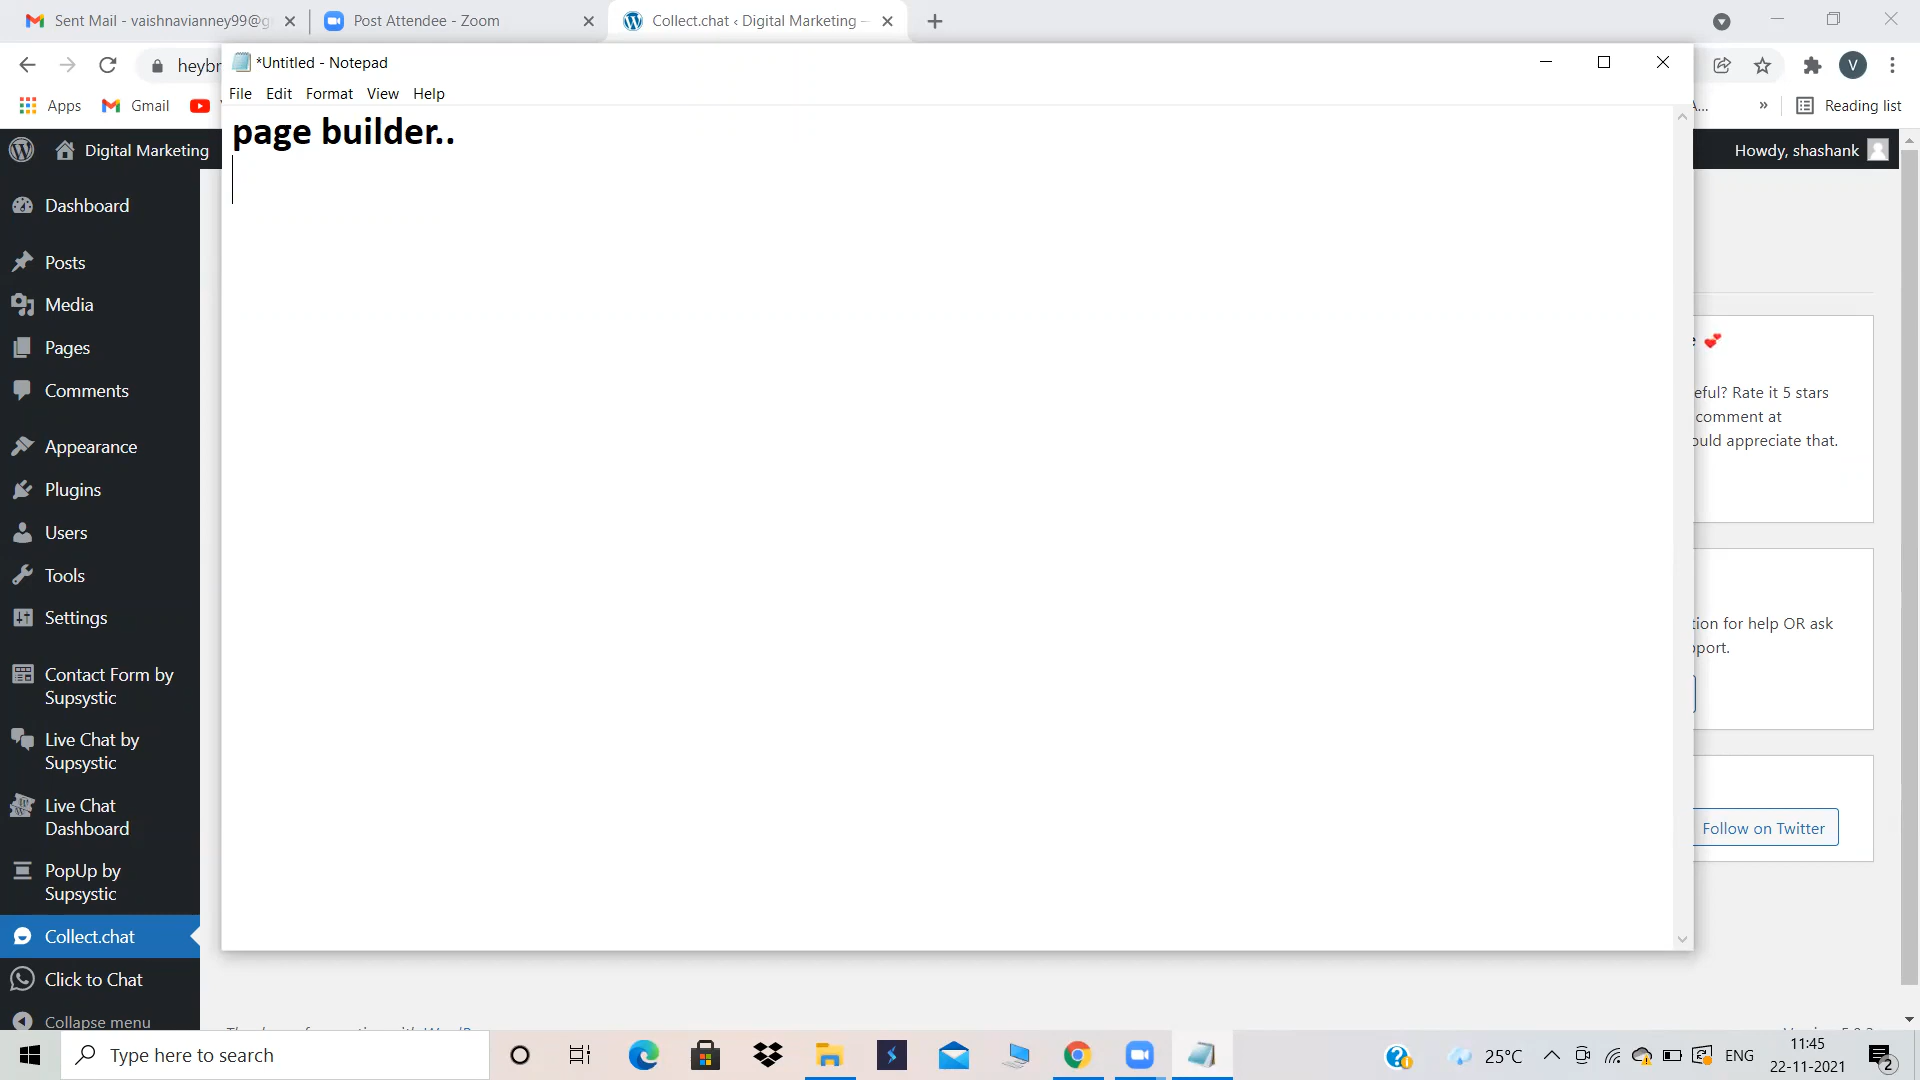 Sent Mail - vaishnavianney99@g
Post Attendee - Zoom
Collect.chat ‹ Digital Marketing –
heybr
*Untitled - Notepad
V
Apps
Gmail
»
Reading list
File Edit Format View Help
page builder..
Digital Marketing
Howdy, shashank
Dashboard
Posts
Media
Pages
Comments
Appearance
Plugins
Users
Tools
Settings
Contact Form by
Supsystic
Live Chat by
Supsystic
Live Chat
Dashboard
PopUp by
Supsystic
Collect.chat
Click to Chat
Collapse menu
eful? Rate it 5 stars
comment at
ould appreciate that.
tion for help OR ask
pport.
Follow on Twitter
Type here to search
25°C
ENG
11:45
22-11-2021
2